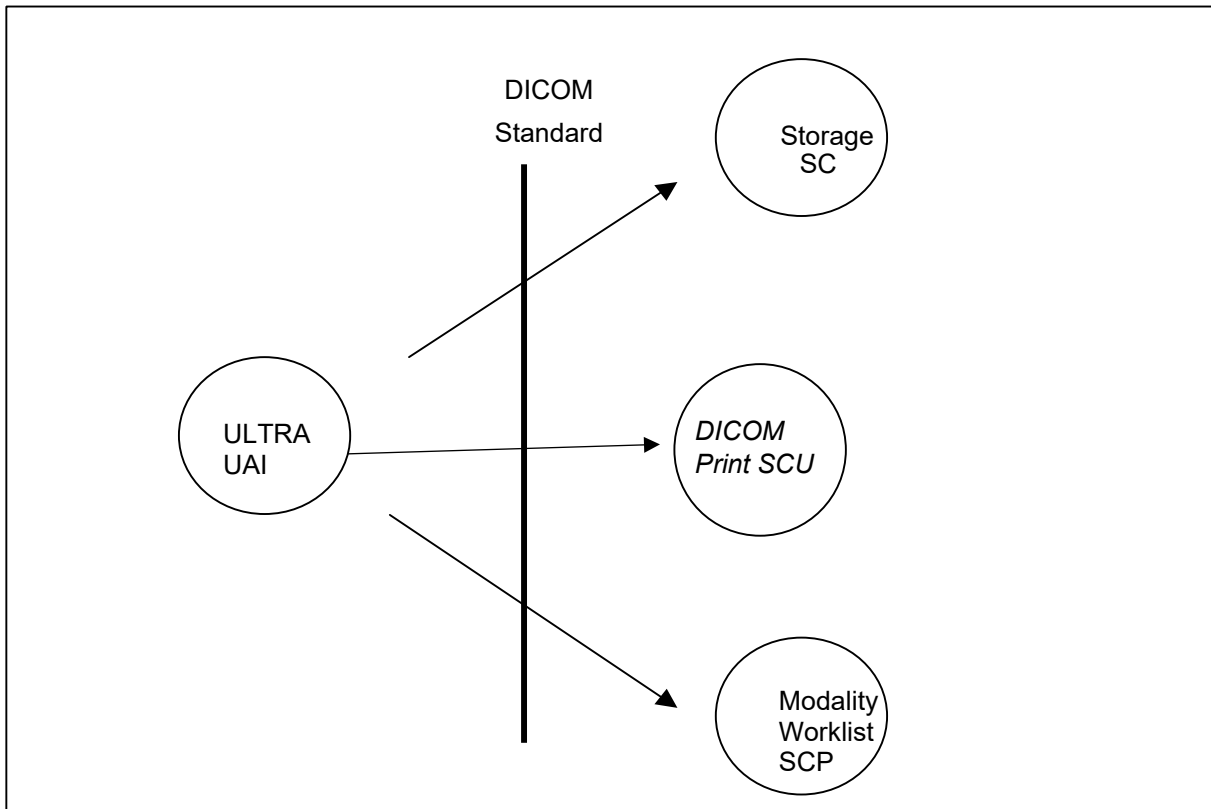 DICOM
Standard
Storage
SC
ULTRA
UAI
DICOM
Print SCU
Modality
Worklist
SCP